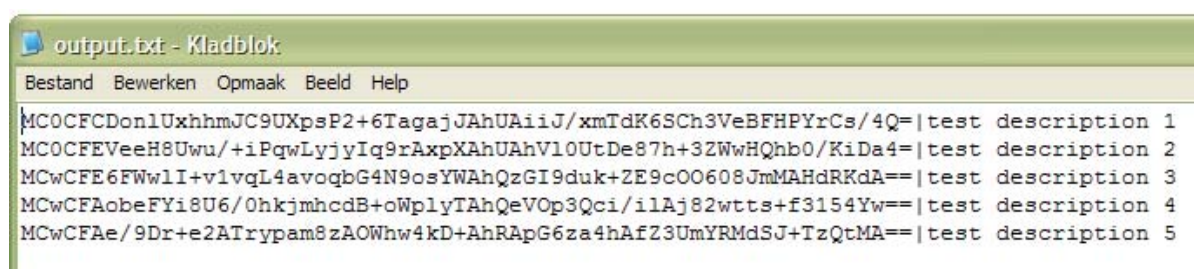 output.txt - Kladblok
Bestand Bewerken Opmaak Beeld Help
MC0CFCDonlUxhhmJC9UXpsP2+6TagajJAhUAiiJ/xmTdK6SCh3VeBFHPYrCs/4Q=|test description 1
MC0CFEVeeH8Uwu/+iPqwLyjyIq9rAxpXAhUAhVl0UtDe87h+3ZWwHQhb0/KiDa4=|test description 2
MCwCFE6FWwlI+v1vqL4avoqbG4N9osYWAhQzGI9duk+ZE9cOO608JmMAHdRKdA==|test description 3
MCwCFAobeFYi8U6/0hkjmhcdB+oWplyTAhQeVOp3Qci/ilAj82wtts+f3154Yw==|test description 4
MCwCFAe/9Dr+e2ATrypam8zAOWhw4kD+AhRApG6za4hAfZ3UmYRMdSJ+TzQtMA==|test description 5